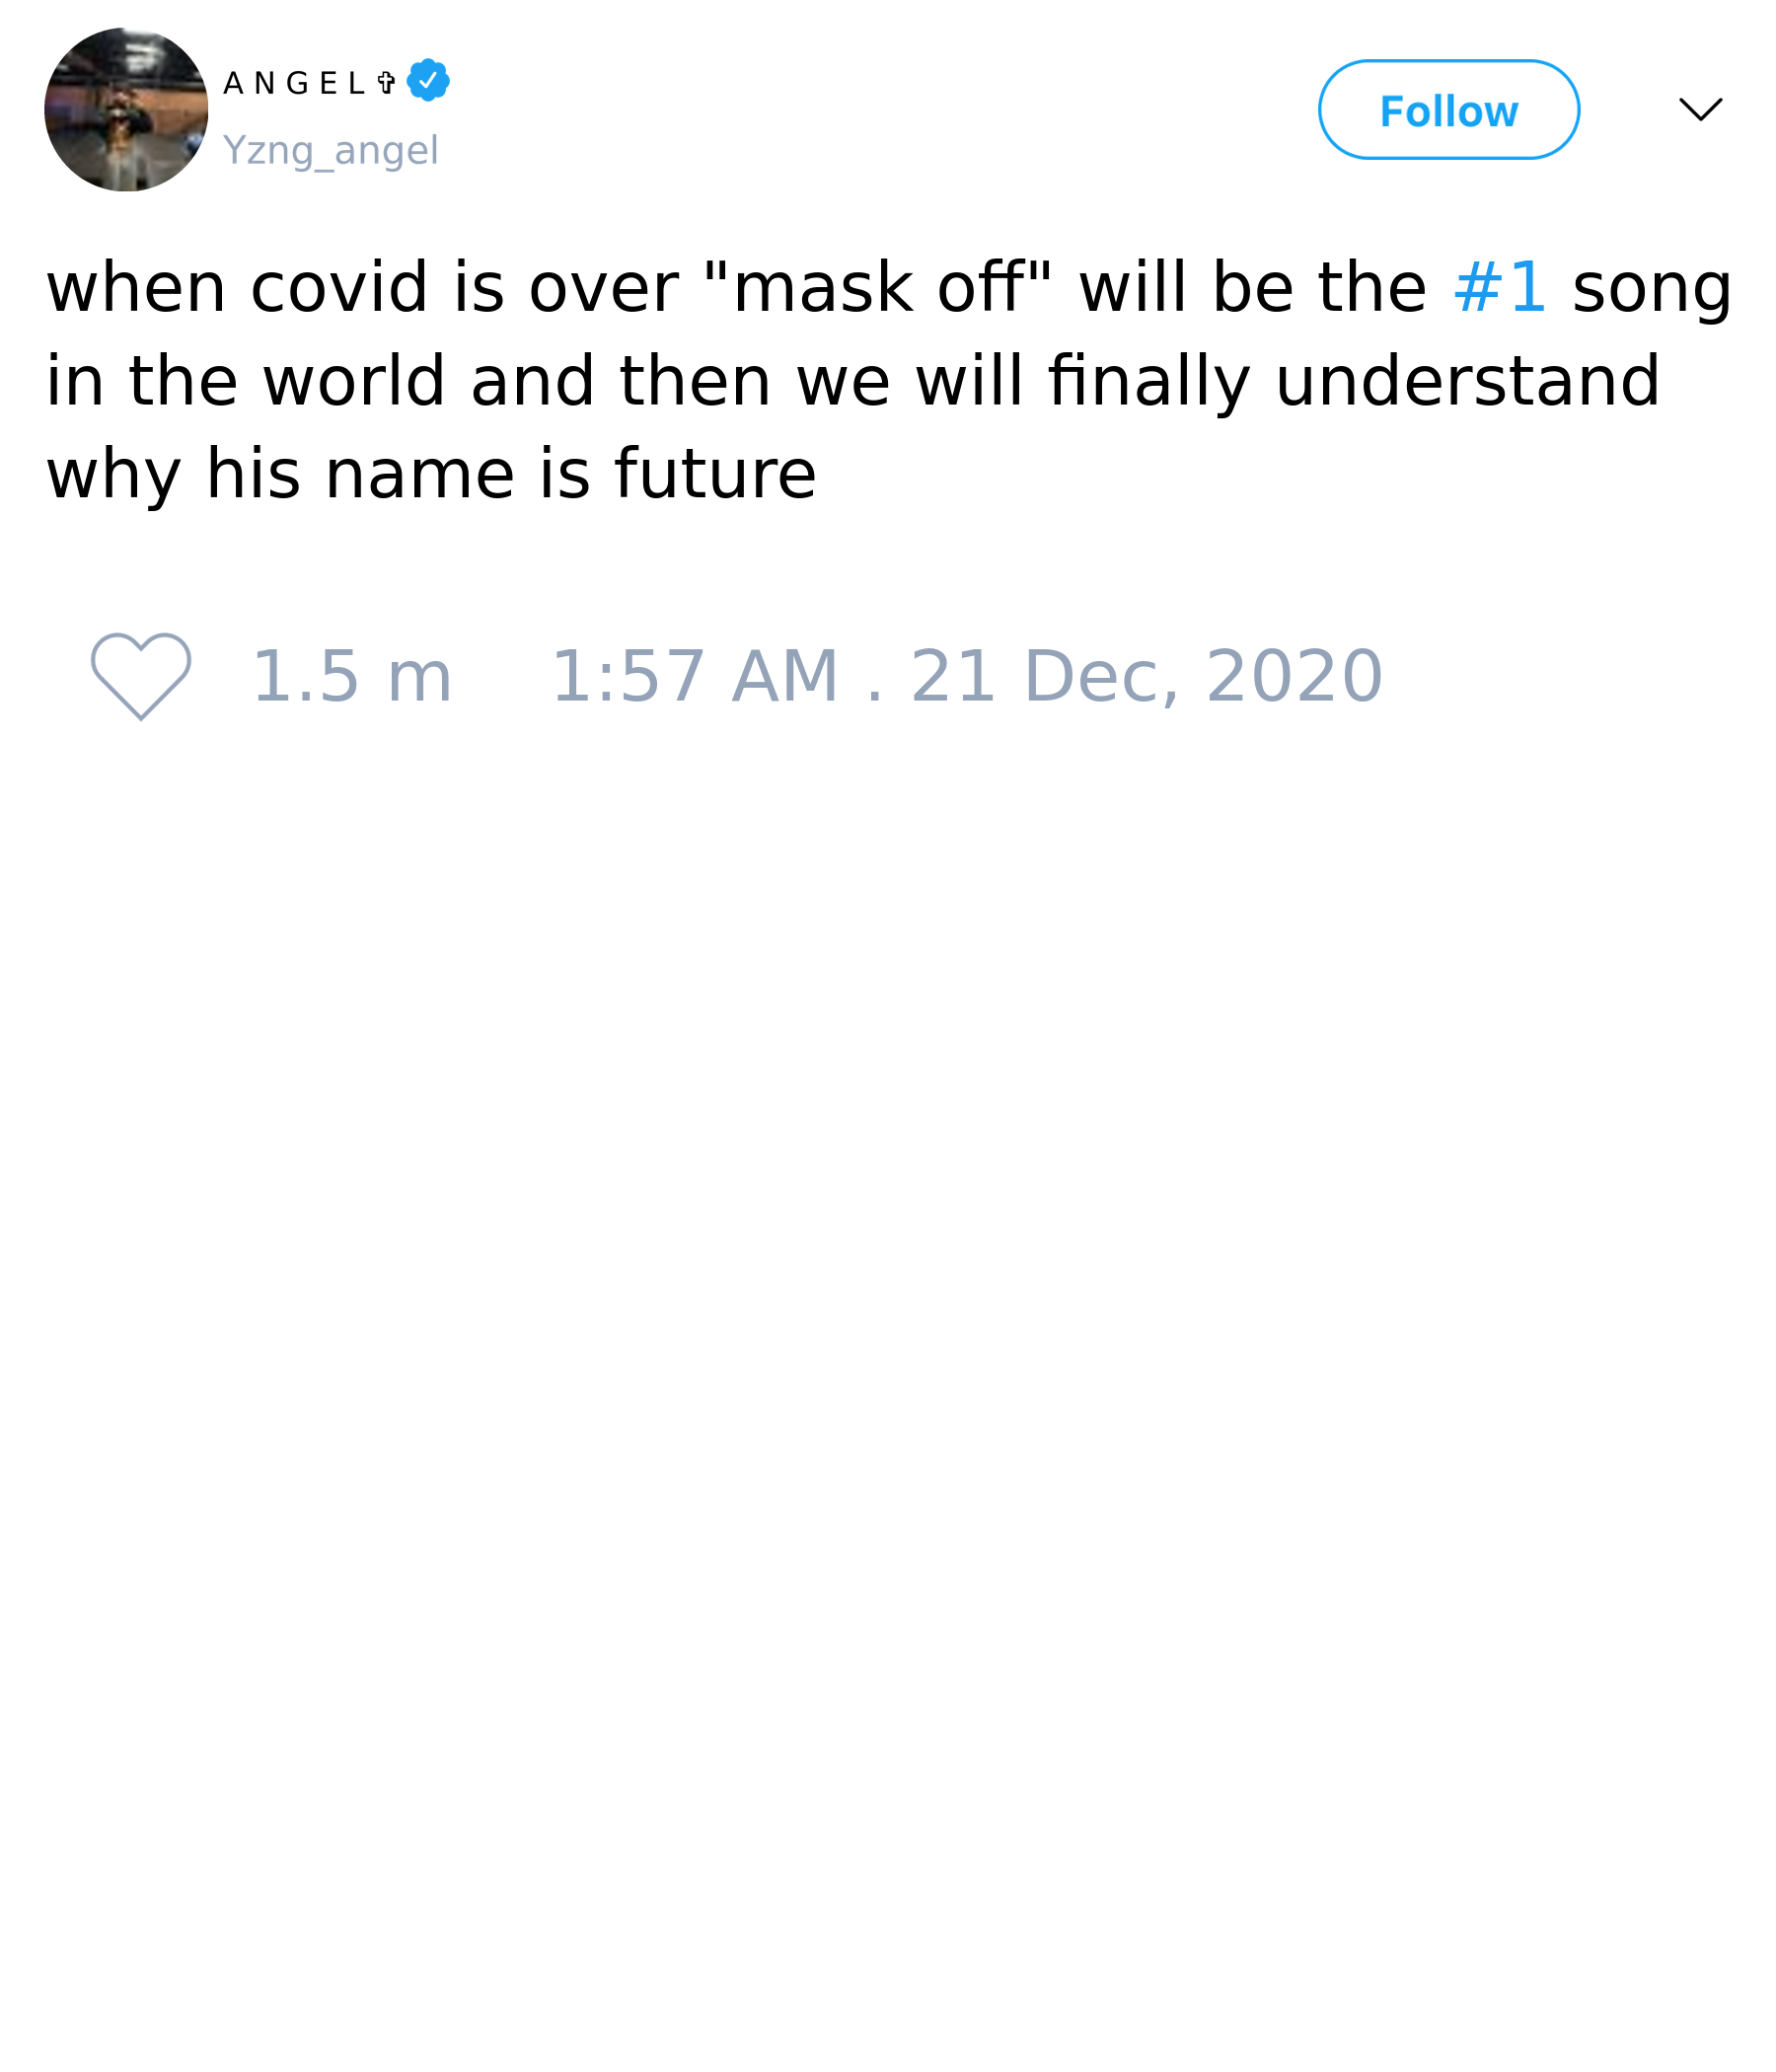 A N G E L ✞
Yzng_angel
Follow
when covid is over "mask off" will be the #1 song
in the world and then we will finally understand
why his name is future
1.5 m 1:57 AM . 21 Dec, 2020